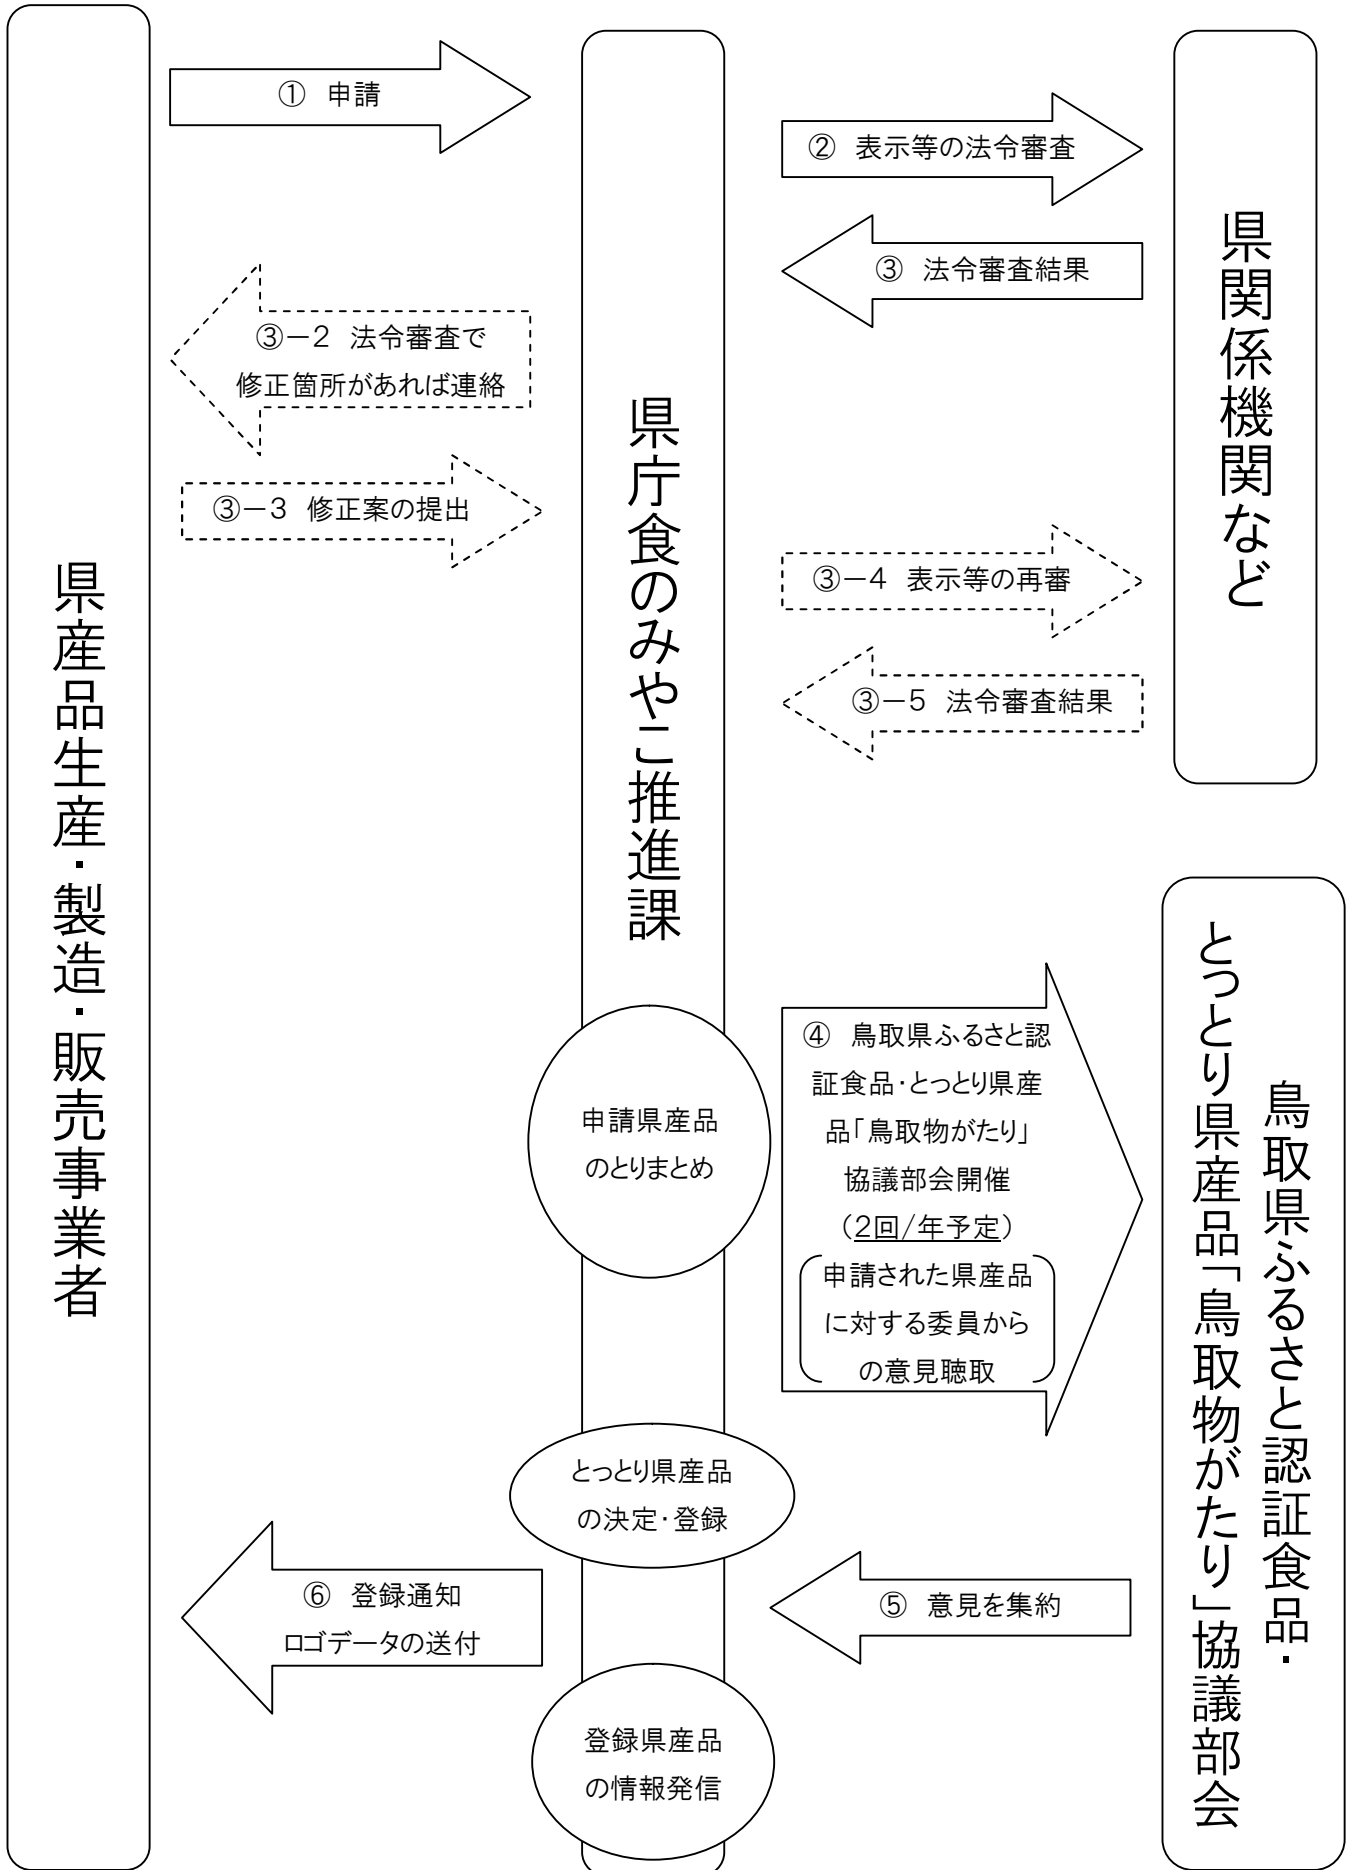 ① 申請
② 表示等の法令審査
③ 法令審査結果
③－2 法令審査で
修正箇所があれば連絡
③－3 修正案の提出
③－4 表示等の再審
③－5 法令審査結果
県産品生産・製造・販売事業者
県庁食のみやこ推進課
県関係機関など
申請県産品
のとりまとめ
④ 鳥取県ふるさと認
証食品・とっとり県産
品「鳥取物がたり」
協議部会開催
（2回/年予定）
申請された県産品
に対する委員から
の意見聴取
鳥取県ふるさと認証食品・
とっとり県産品「鳥取物がたり」協議部会
とっとり県産品
の決定・登録
⑤ 意見を集約
⑥ 登録通知
ロゴデータの送付
登録県産品
の情報発信